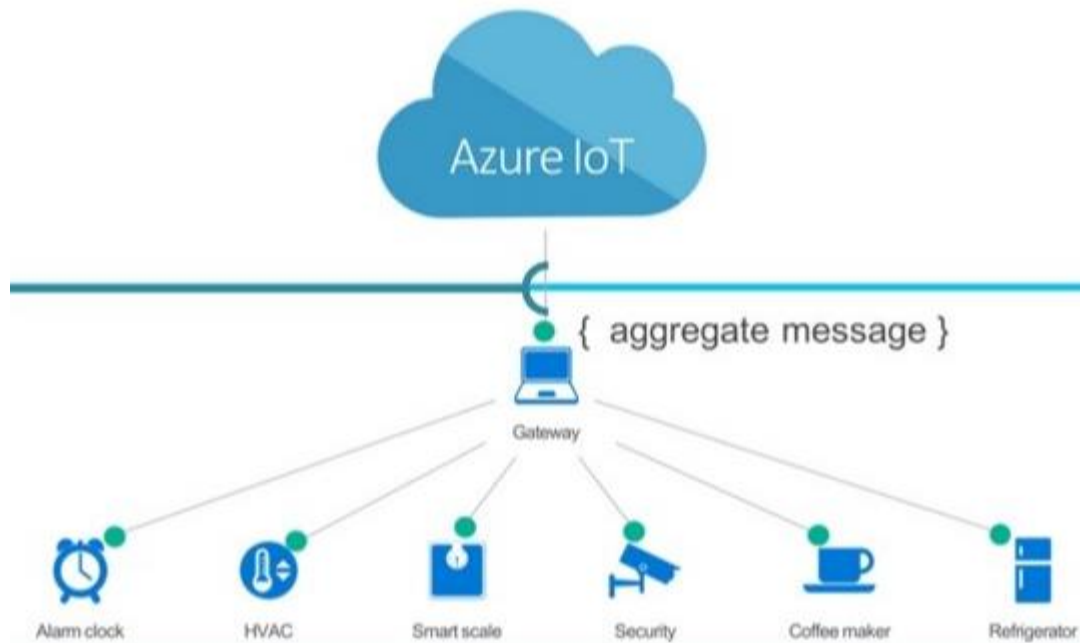 Azure IoT
{ aggregate message }
Gateway
Alarm clock
HVAC
Smart scale
Security
Coffee maker
Refrigerator